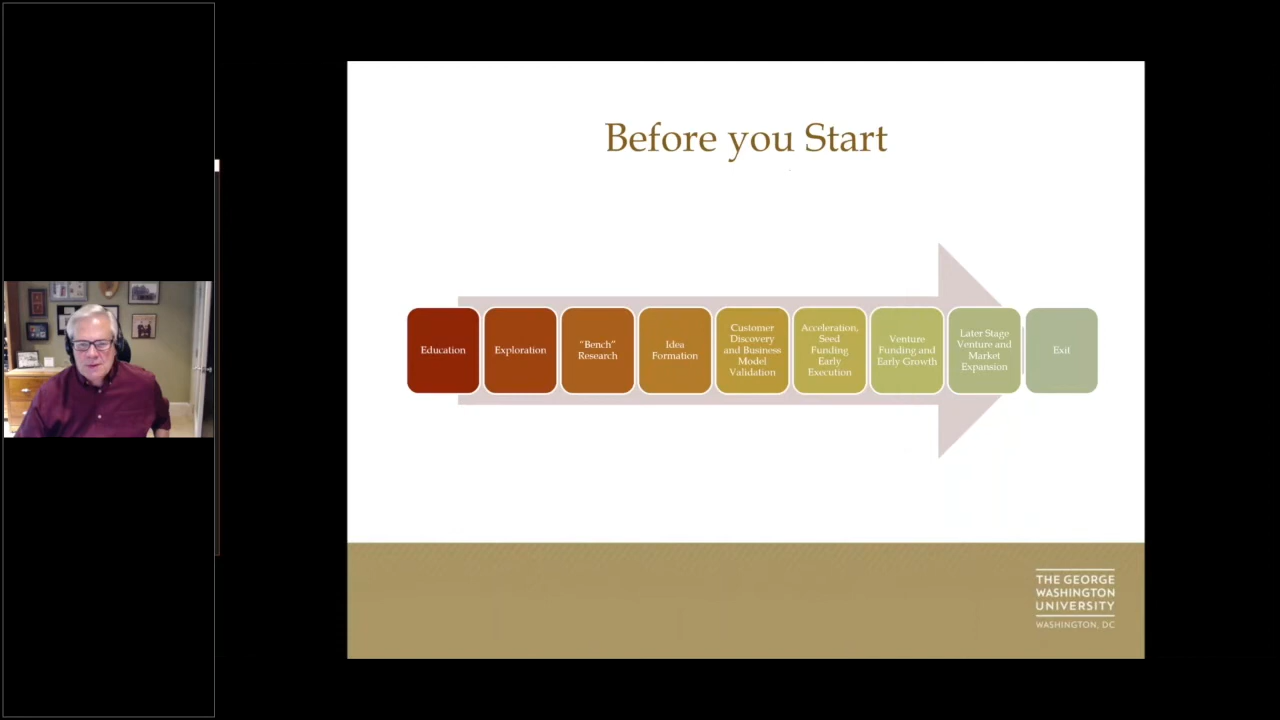 Before you Start
Education
Exploration
“Bench”
Research
Idea
Formation
Customer
Discovery
and Business
Model
Validation
Acceleration,
Seed
Funding
Early
Execution
Venture
Funding and
Early Growth
Later Stage
Venture and
Market
Expansion
Exit
THE GEORGE
WASHINGTON
UNIVERSITY
WASHINGTON, DC